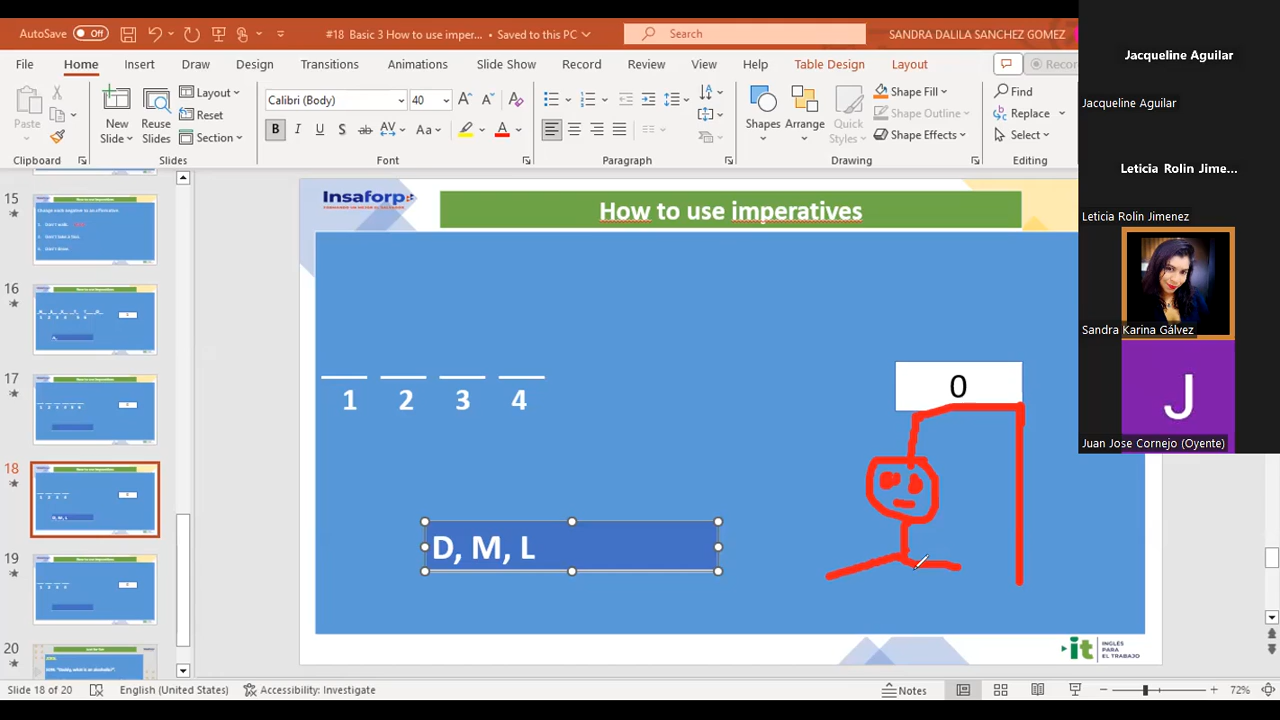 AutoSave Off #18 Basic 3 How to use imper... - Saved to this PC Search SANDRA DALILA SANCHEZ GOMEZ
File Home Insert Draw Design Transitions Animations Slide Show Record Review View Help Table Design Layout Recor
Paste New Slide Reuse Slides Layout Reset Section Calibri (Body) 40 Shapes Arrange Quick Styles Shape Fill Shape Outline Shape Effects Find Replace Select
Clipboard Slides Font Paragraph Drawing Editing
Jacqueline Aguilar
Jacqueline Aguilar
Leticia Rolin Jime...
Leticia Rolin Jimenez
Sandra Karina Gálvez
J
Juan Jose Cornejo (Oyente)
15
16
17
18
19
20
Insaforp
How to use imperatives
1 2 3 4
0
D, M, L
it INGLÉS PARA EL TRABAJO
Slide 18 of 20 English (United States) Accessibility: Investigate Notes 72%